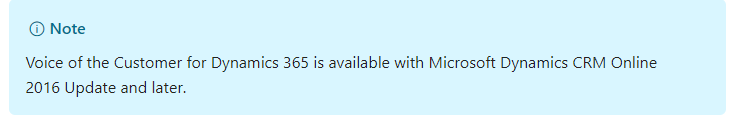 Note
Voice of the Customer for Dynamics 365 is available with Microsoft Dynamics CRM Online
2016 Update and later.